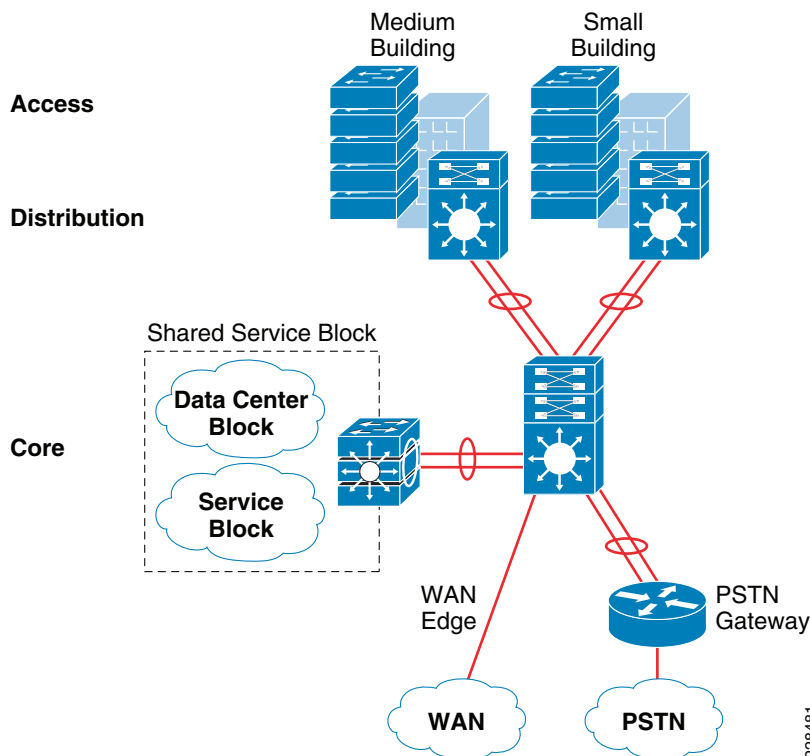 Medium
Building
Small
Building
Access
Distribution
Shared Service Block
Data Center
Block
Core
Service
Block
WAN
Edge
PSTN
Gateway
WAN
PSTN